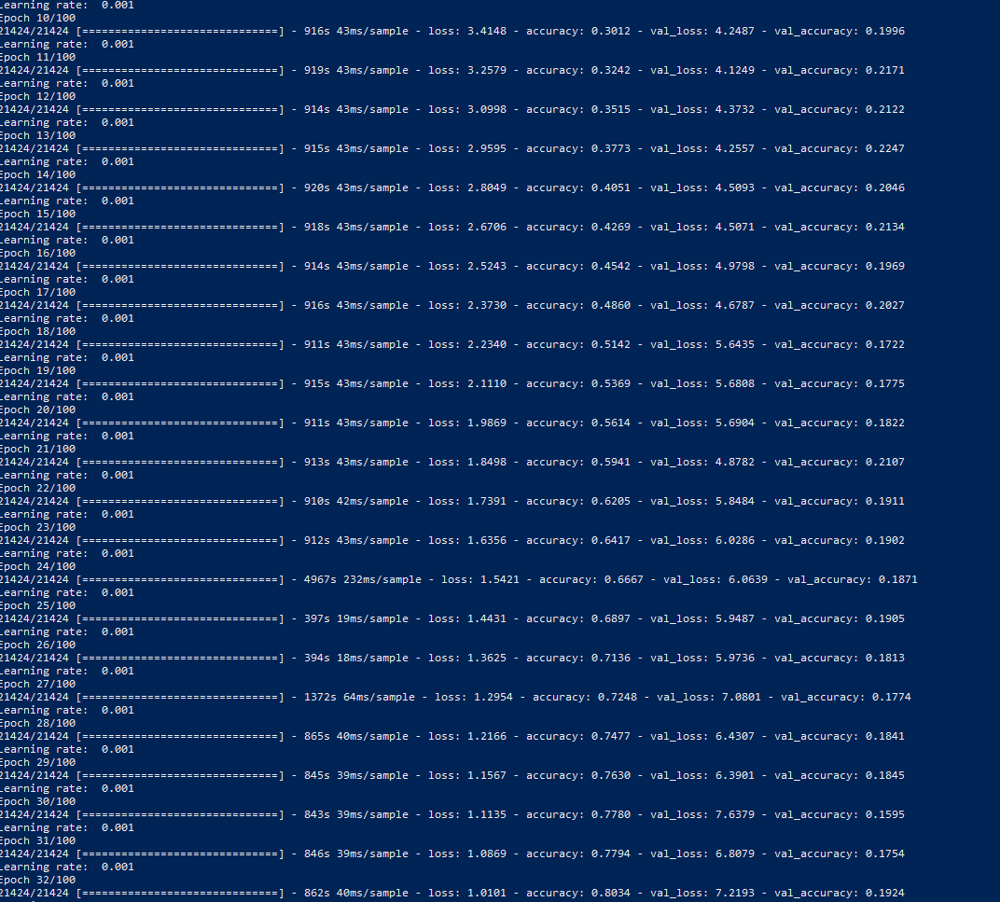 Learning rate:  0.001
Epoch 10/100
21424/21424 [==============================] - 916s 43ms/sample - loss: 3.4148 - accuracy: 0.3012 - val_loss: 4.2487 - val_accuracy: 0.1996
Learning rate:  0.001
Epoch 11/100
21424/21424 [==============================] - 919s 43ms/sample - loss: 3.2579 - accuracy: 0.3242 - val_loss: 4.1249 - val_accuracy: 0.2171
Learning rate:  0.001
Epoch 12/100
21424/21424 [==============================] - 914s 43ms/sample - loss: 3.0998 - accuracy: 0.3515 - val_loss: 4.3732 - val_accuracy: 0.2122
Learning rate:  0.001
Epoch 13/100
21424/21424 [==============================] - 915s 43ms/sample - loss: 2.9595 - accuracy: 0.3773 - val_loss: 4.2557 - val_accuracy: 0.2247
Learning rate:  0.001
Epoch 14/100
21424/21424 [==============================] - 920s 43ms/sample - loss: 2.8049 - accuracy: 0.4051 - val_loss: 4.5093 - val_accuracy: 0.2046
Learning rate:  0.001
Epoch 15/100
21424/21424 [==============================] - 918s 43ms/sample - loss: 2.6706 - accuracy: 0.4269 - val_loss: 4.5071 - val_accuracy: 0.2134
Learning rate:  0.001
Epoch 16/100
21424/21424 [==============================] - 914s 43ms/sample - loss: 2.5243 - accuracy: 0.4542 - val_loss: 4.9798 - val_accuracy: 0.1969
Learning rate:  0.001
Epoch 17/100
21424/21424 [==============================] - 916s 43ms/sample - loss: 2.3730 - accuracy: 0.4860 - val_loss: 4.6787 - val_accuracy: 0.2027
Learning rate:  0.001
Epoch 18/100
21424/21424 [==============================] - 911s 43ms/sample - loss: 2.2340 - accuracy: 0.5142 - val_loss: 5.6435 - val_accuracy: 0.1722
Learning rate:  0.001
Epoch 19/100
21424/21424 [==============================] - 915s 43ms/sample - loss: 2.1110 - accuracy: 0.5369 - val_loss: 5.6808 - val_accuracy: 0.1775
Learning rate:  0.001
Epoch 20/100
21424/21424 [==============================] - 911s 43ms/sample - loss: 1.9869 - accuracy: 0.5614 - val_loss: 5.6904 - val_accuracy: 0.1822
Learning rate:  0.001
Epoch 21/100
21424/21424 [==============================] - 913s 43ms/sample - loss: 1.8498 - accuracy: 0.5941 - val_loss: 4.8782 - val_accuracy: 0.2107
Learning rate:  0.001
Epoch 22/100
21424/21424 [==============================] - 910s 42ms/sample - loss: 1.7391 - accuracy: 0.6205 - val_loss: 5.8484 - val_accuracy: 0.1911
Learning rate:  0.001
Epoch 23/100
21424/21424 [==============================] - 912s 43ms/sample - loss: 1.6356 - accuracy: 0.6417 - val_loss: 6.0286 - val_accuracy: 0.1902
Learning rate:  0.001
Epoch 24/100
21424/21424 [==============================] - 4967s 232ms/sample - loss: 1.5421 - accuracy: 0.6667 - val_loss: 6.0639 - val_accuracy: 0.1871
Learning rate:  0.001
Epoch 25/100
21424/21424 [==============================] - 397s 19ms/sample - loss: 1.4431 - accuracy: 0.6897 - val_loss: 5.9487 - val_accuracy: 0.1905
Learning rate:  0.001
Epoch 26/100
21424/21424 [==============================] - 394s 18ms/sample - loss: 1.3625 - accuracy: 0.7136 - val_loss: 5.9736 - val_accuracy: 0.1813
Learning rate:  0.001
Epoch 27/100
21424/21424 [==============================] - 1372s 64ms/sample - loss: 1.2954 - accuracy: 0.7248 - val_loss: 7.0801 - val_accuracy: 0.1774
Learning rate:  0.001
Epoch 28/100
21424/21424 [==============================] - 865s 40ms/sample - loss: 1.2166 - accuracy: 0.7477 - val_loss: 6.4307 - val_accuracy: 0.1841
Learning rate:  0.001
Epoch 29/100
21424/21424 [==============================] - 845s 39ms/sample - loss: 1.1567 - accuracy: 0.7630 - val_loss: 6.3901 - val_accuracy: 0.1845
Learning rate:  0.001
Epoch 30/100
21424/21424 [==============================] - 843s 39ms/sample - loss: 1.1135 - accuracy: 0.7780 - val_loss: 7.6379 - val_accuracy: 0.1595
Learning rate:  0.001
Epoch 31/100
21424/21424 [==============================] - 846s 39ms/sample - loss: 1.0869 - accuracy: 0.7794 - val_loss: 6.8079 - val_accuracy: 0.1754
Learning rate:  0.001
Epoch 32/100
21424/21424 [==============================] - 862s 40ms/sample - loss: 1.0101 - accuracy: 0.8034 - val_loss: 7.2193 - val_accuracy: 0.1924